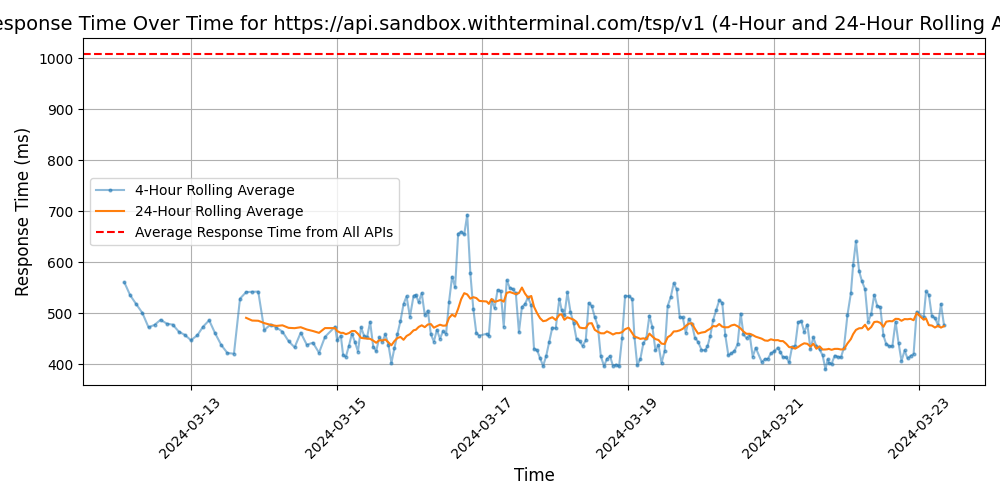 esponse Time Over Time for https://api.sandbox.withterminal.com/tsp/v1 (4-Hour and 24-Hour Rolling A
1000
900
800
700
600
500
400
Response Time (ms)
4-Hour Rolling Average
24-Hour Rolling Average
Average Response Time from All APIs
2024-03-13
2024-03-15
2024-03-17
2024-03-19
2024-03-21
2024-03-23
Time